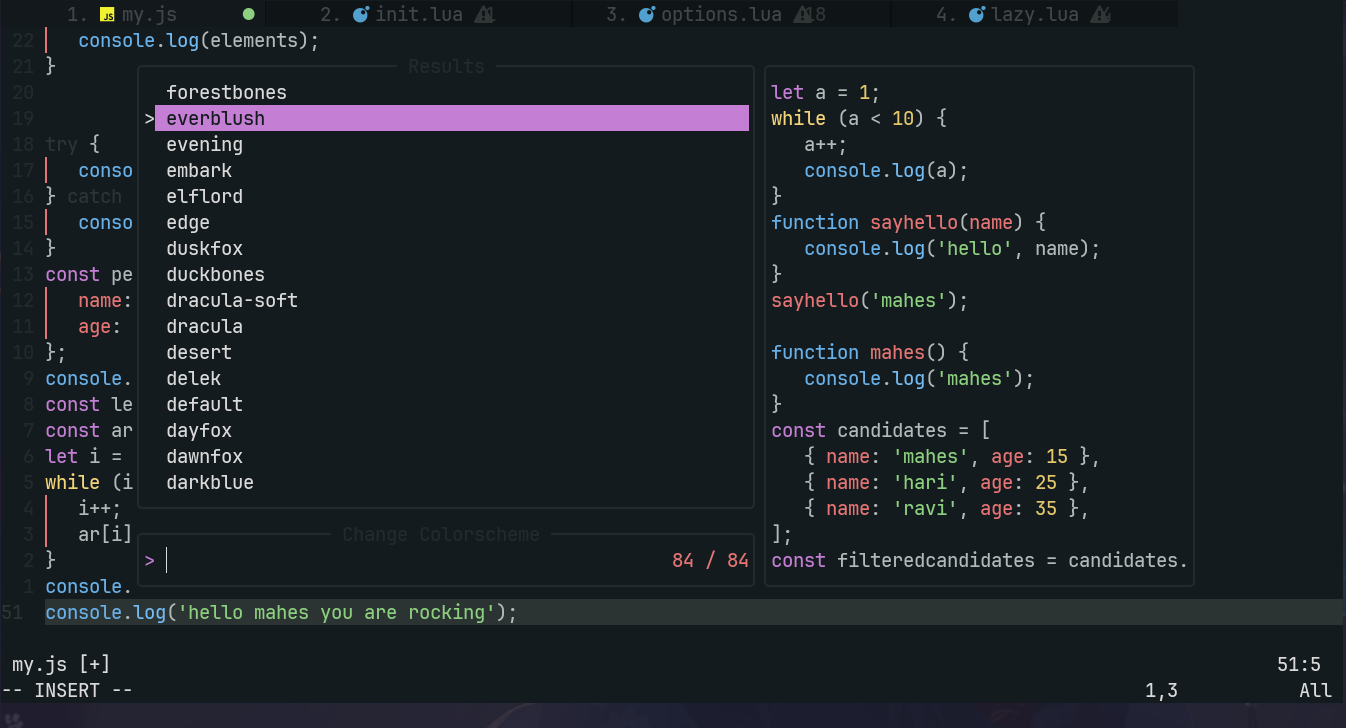 1. JS my.js ● 2. init.lua 1 3. options.lua 18 4. lazy.lua
22 console.log(elements);
21 }
20
19
18 try {
17 conso
16 } catch
15 conso
14 }
13 const pe
12 name:
11 age:
10 };
9 console.
8 const le
7 const ar
6 let i =
5 while (i
4 i++;
3 ar[i]
2 }
1 console.
51 console.log('hello mahes you are rocking');
Results
forestbones
> everblush
evening
embark
elflord
edge
duskfox
duckbones
dracula-soft
dracula
desert
delek
default
dayfox
dawnfox
darkblue
Change Colorscheme
> 84 / 84
let a = 1;
while (a < 10) {
a++;
console.log(a);
}
function sayhello(name) {
console.log('hello', name);
}
sayhello('mahes');
function mahes() {
console.log('mahes');
}
const candidates = [
{ name: 'mahes', age: 15 },
{ name: 'hari', age: 25 },
{ name: 'ravi', age: 35 },
];
const filteredcandidates = candidates.
my.js [+] 51:5
-- INSERT -- 1,3 All